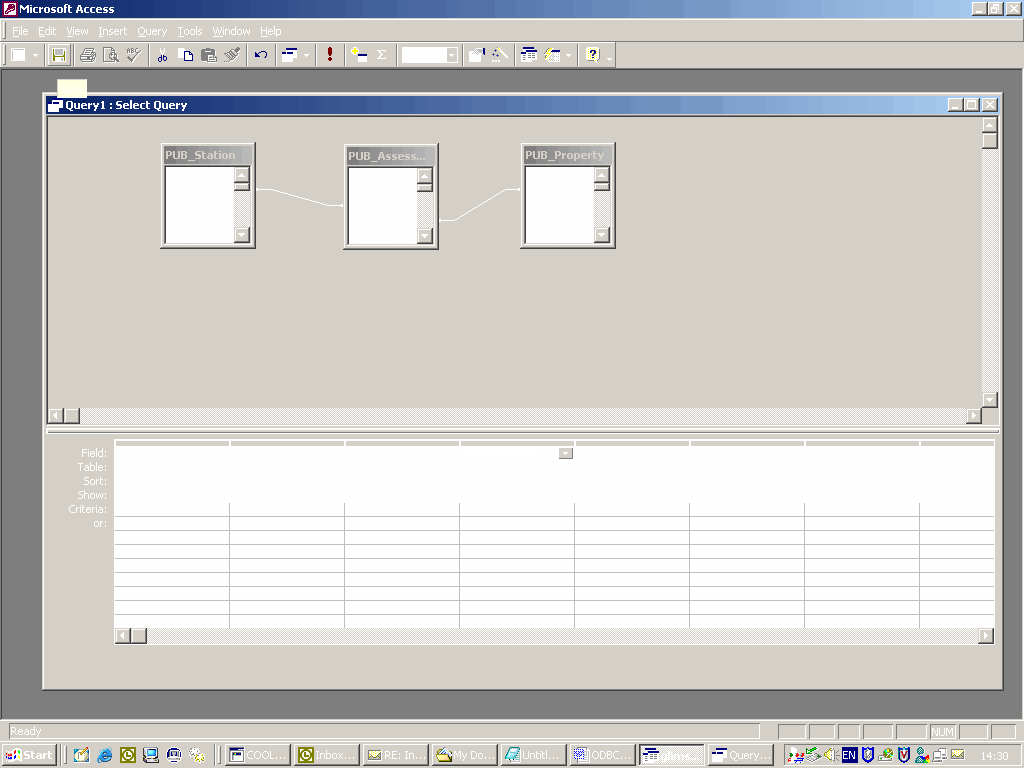 Microsoft Access
File Edit View Insert Query Tools Window Help
Query1 : Select Query
PUB_Station
PUB_Assess...
PUB_Property
Field:
Table:
Sort:
Show:
Criteria:
or:
Ready
NUM
Start
COOL...
Inbox...
RE: In...
My Do...
Untitl...
ODBC...
glims...
Query...
EN
14:30